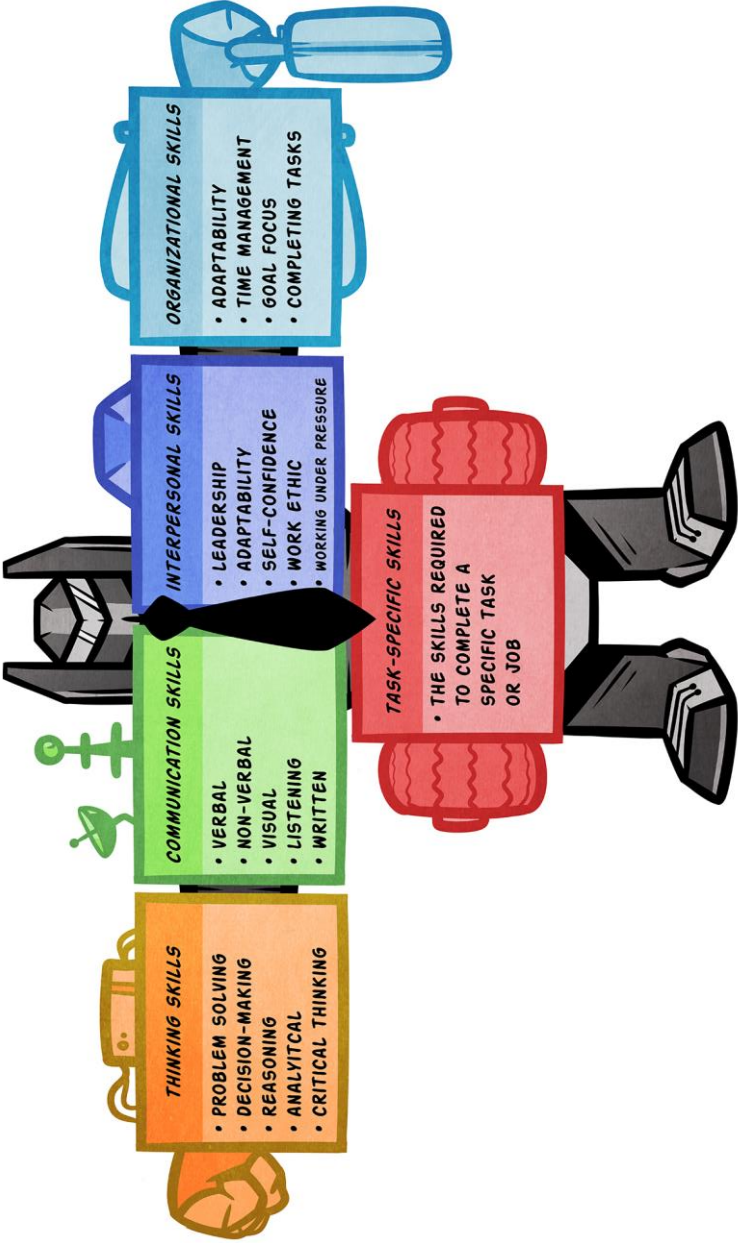 THINKING SKILLS
• PROBLEM SOLVING
• DECISION-MAKING
• REASONING
• ANALYITCAL
• CRITICAL THINKING
COMMUNICATION SKILLS
• VERBAL
• NON-VERBAL
• VISUAL
• LISTENING
• WRITTEN
INTERPERSONAL SKILLS
• LEADERSHIP
• ADAPTABILITY
• SELF-CONFIDENCE
• WORK ETHIC
• WORKING UNDER PRESSURE
ORGANIZATIONAL SKILLS
• ADAPTABILITY
• TIME MANAGEMENT
• GOAL FOCUS
• COMPLETING TASKS
TASK-SPECIFIC SKILLS
• THE SKILLS REQUIRED
TO COMPLETE A
SPECIFIC TASK
OR JOB